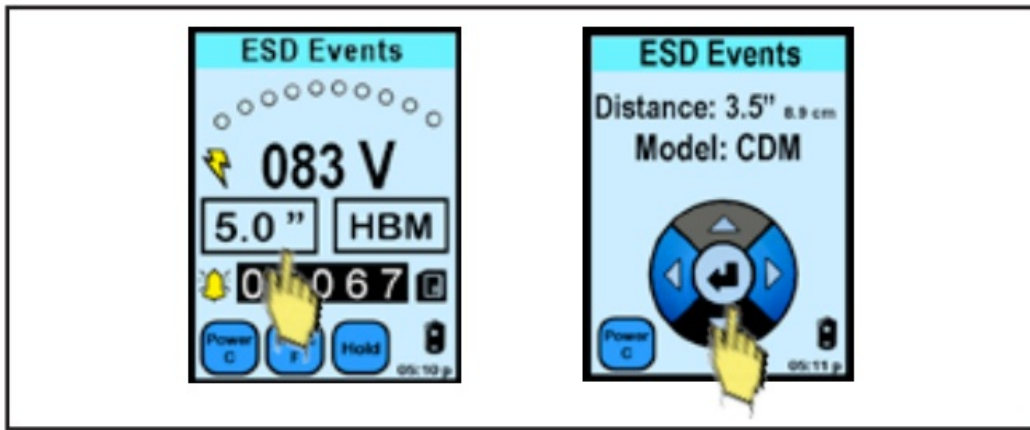 ESD Events
083 V
5.0 ”
HBM
067
Power C
F
Hold
05:10 p
ESD Events
Distance: 3.5” 8.9 cm
Model: CDM
Power C
05:11 p